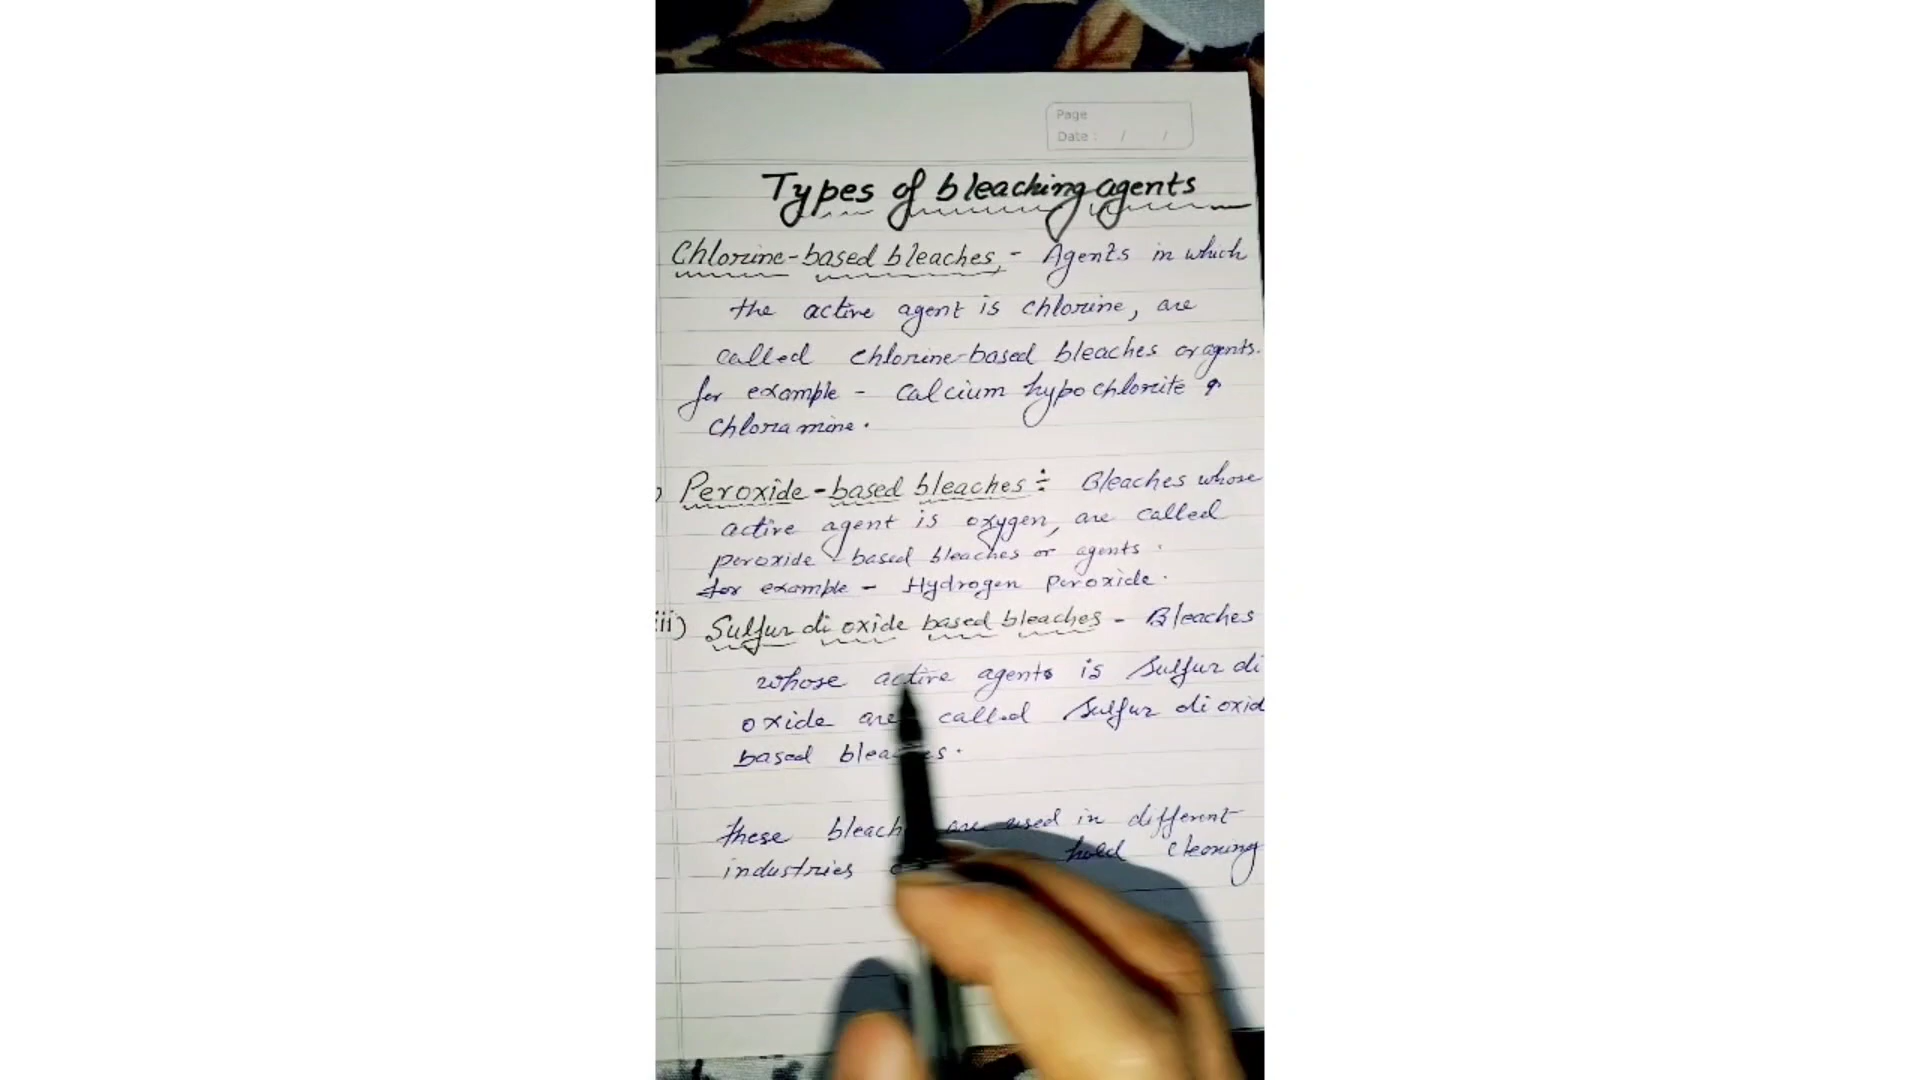 Page
Date : / /
Types of bleaching agents
Chlorine-based bleaches, - Agents in which
the active agent is chlorine, are
called chlorine-based bleaches or agents.
for example - Calcium hypochlorite,
Chloramine.
) Peroxide-based bleaches ÷ Bleaches whose
active agent is oxygen, are called
peroxide-based bleaches or agents.
for example - Hydrogen peroxide.
iii) Sulfur di oxide based bleaches - Bleaches
whose active agents is Sulfur di
oxide are called Sulfur di oxid
based bleaches.
These bleach are used in different
industries hold cleaning